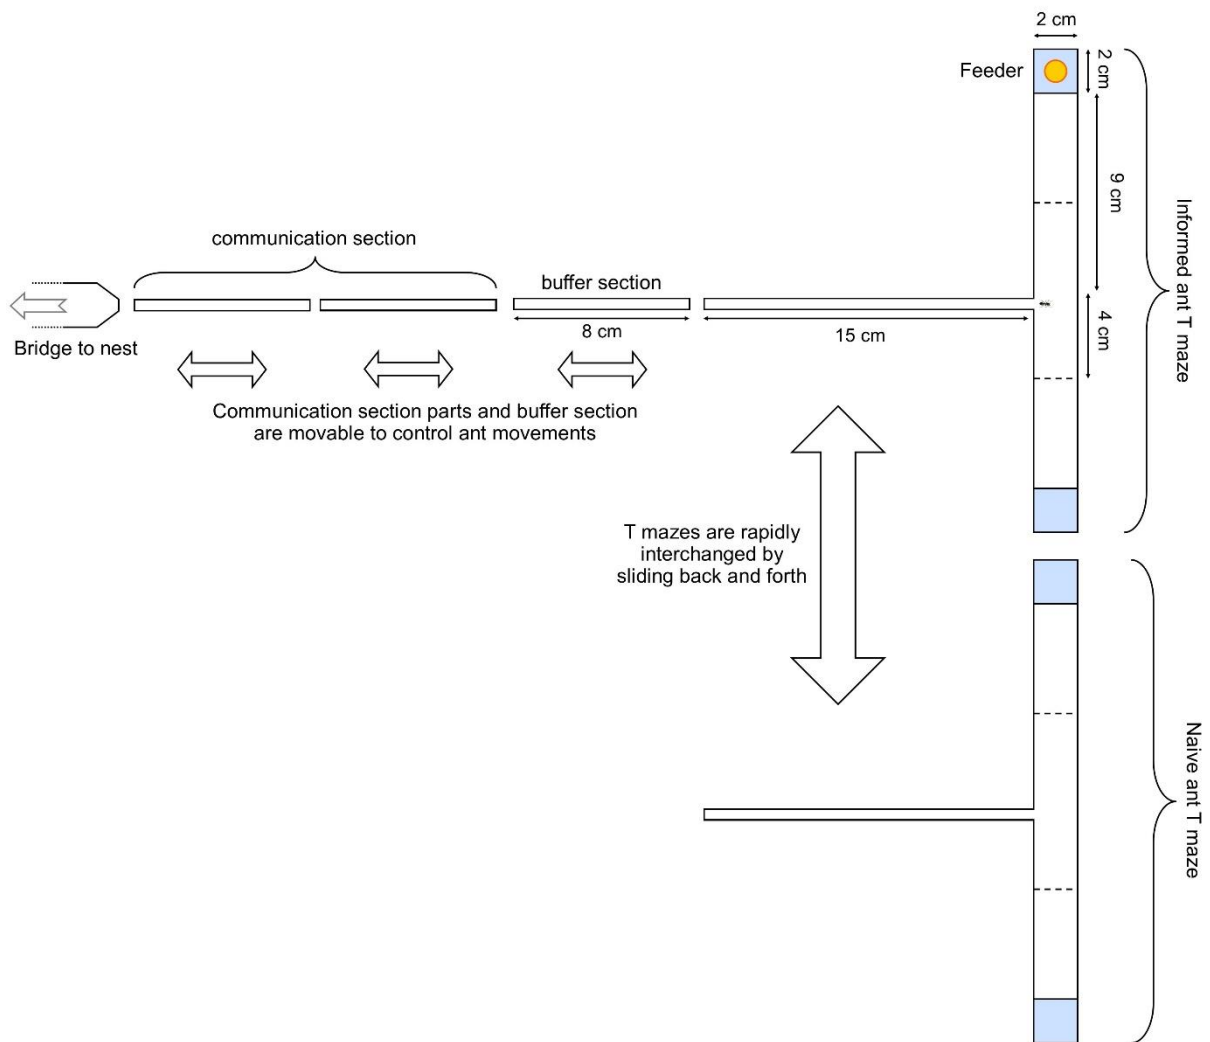 2 cm
Feeder
2 cm
9 cm
Informed ant T maze
communication section
buffer section
Bridge to nest
8 cm
15 cm
4 cm
Communication section parts and buffer section
are movable to control ant movements
T mazes are rapidly
interchanged by
sliding back and forth
Naive ant T maze